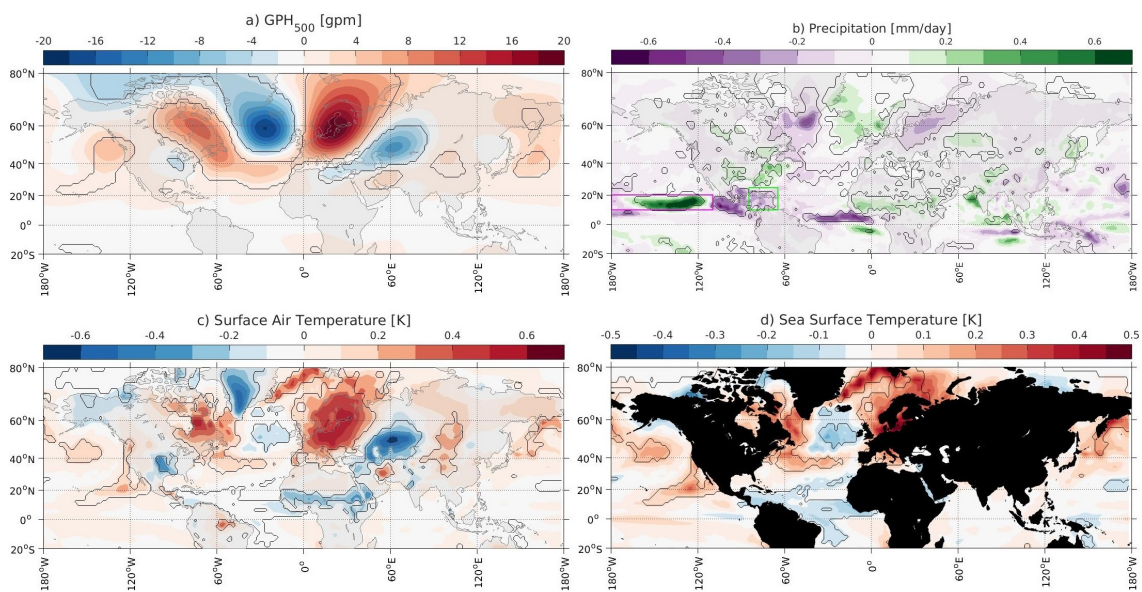 a) GPH500 [gpm]
-20 -16 -12 -8 -4 0 4 8 12 16 20
80°N
60°N
40°N
20°N
0°
20°S
180°W 120°W 60°W 0° 60°E 120°E 180°W
b) Precipitation [mm/day]
-0.6 -0.4 -0.2 0 0.2 0.4 0.6
80°N
60°N
40°N
20°N
0°
20°S
180°W 120°W 60°W 0° 60°E 120°E 180°W
c) Surface Air Temperature [K]
-0.6 -0.4 -0.2 0 0.2 0.4 0.6
80°N
60°N
40°N
20°N
0°
20°S
180°W 120°W 60°W 0° 60°E 120°E 180°W
d) Sea Surface Temperature [K]
-0.5 -0.4 -0.3 -0.2 -0.1 0 0.1 0.2 0.3 0.4 0.5
80°N
60°N
40°N
20°N
0°
20°S
180°W 120°W 60°W 0° 60°E 120°E 180°W